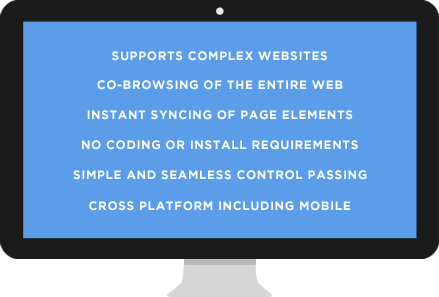 SUPPORTS COMPLEX WEBSITES
CO-BROWSING OF THE ENTIRE WEB
INSTANT SYNCING OF PAGE ELEMENTS
NO CODING OR INSTALL REQUIREMENTS
SIMPLE AND SEAMLESS CONTROL PASSING
CROSS PLATFORM INCLUDING MOBILE